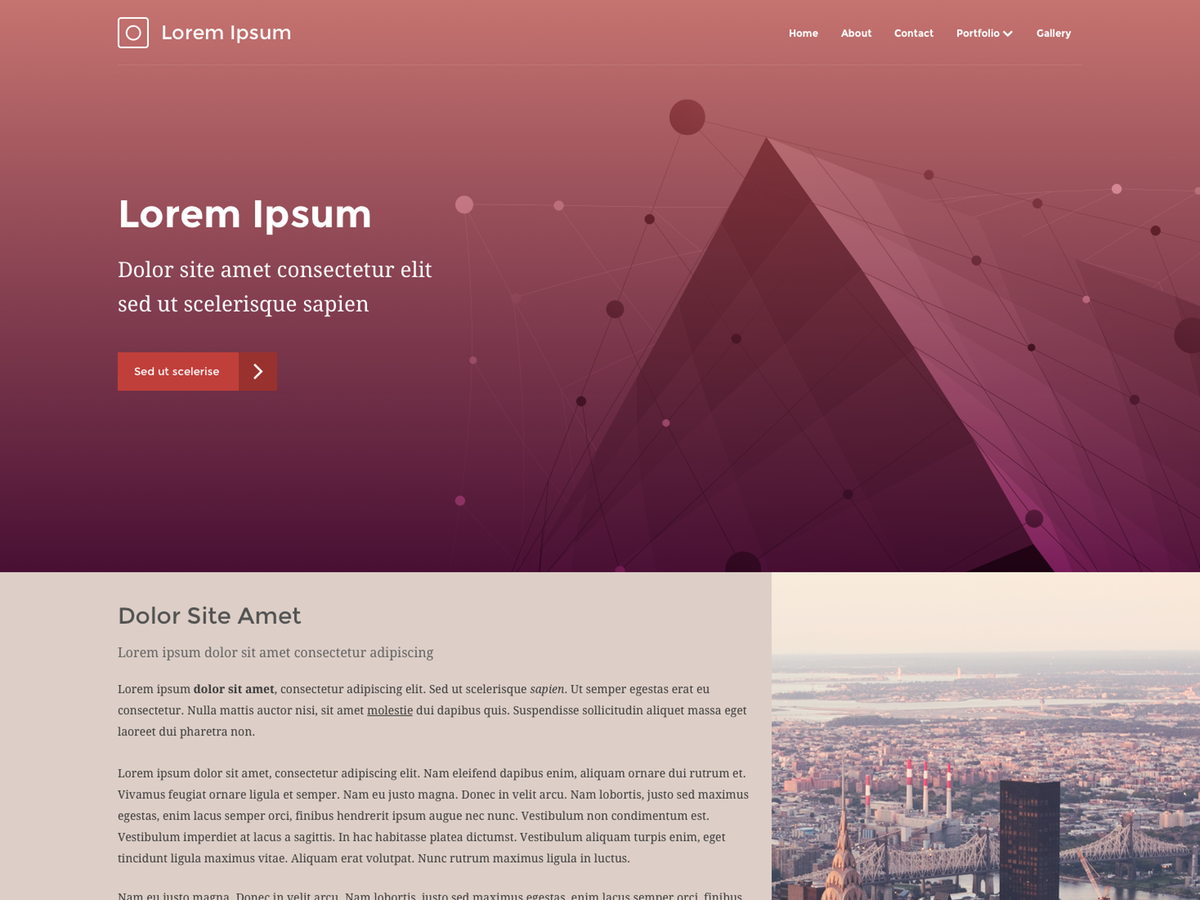 Lorem Ipsum
Home About Contact Portfolio Gallery
Lorem Ipsum
Dolor site amet consectetur elit
sed ut scelerisque sapien
Sed ut scelerise
Dolor Site Amet
Lorem ipsum dolor sit amet consectetur adipiscing
Lorem ipsum dolor sit amet, consectetur adipiscing elit. Sed ut scelerisque sapien. Ut semper egestas erat eu
consectetur. Nulla mattis auctor nisi, sit amet molestie dui dapibus quis. Suspendisse sollicitudin aliquet massa eget
laoreet dui pharetra non.
Lorem ipsum dolor sit amet, consectetur adipiscing elit. Nam eleifend dapibus enim, aliquam ornare dui rutrum et.
Vivamus feugiat ornare ligula et semper. Nam eu justo magna. Donec in velit arcu. Nam lobortis, justo sed maximus
egestas, enim lacus semper orci, finibus hendrerit ipsum augue nec nunc. Vestibulum non condimentum est.
Vestibulum imperdiet at lacus a sagittis. In hac habitasse platea dictumst. Vestibulum aliquam turpis enim, eget
tincidunt ligula maximus vitae. Aliquam erat volutpat. Nunc rutrum maximus ligula in luctus.
Nam eu justo magna. Donec in velit arcu. Nam lobortis, justo sed maximus egestas, enim lacus semper orci, finibus